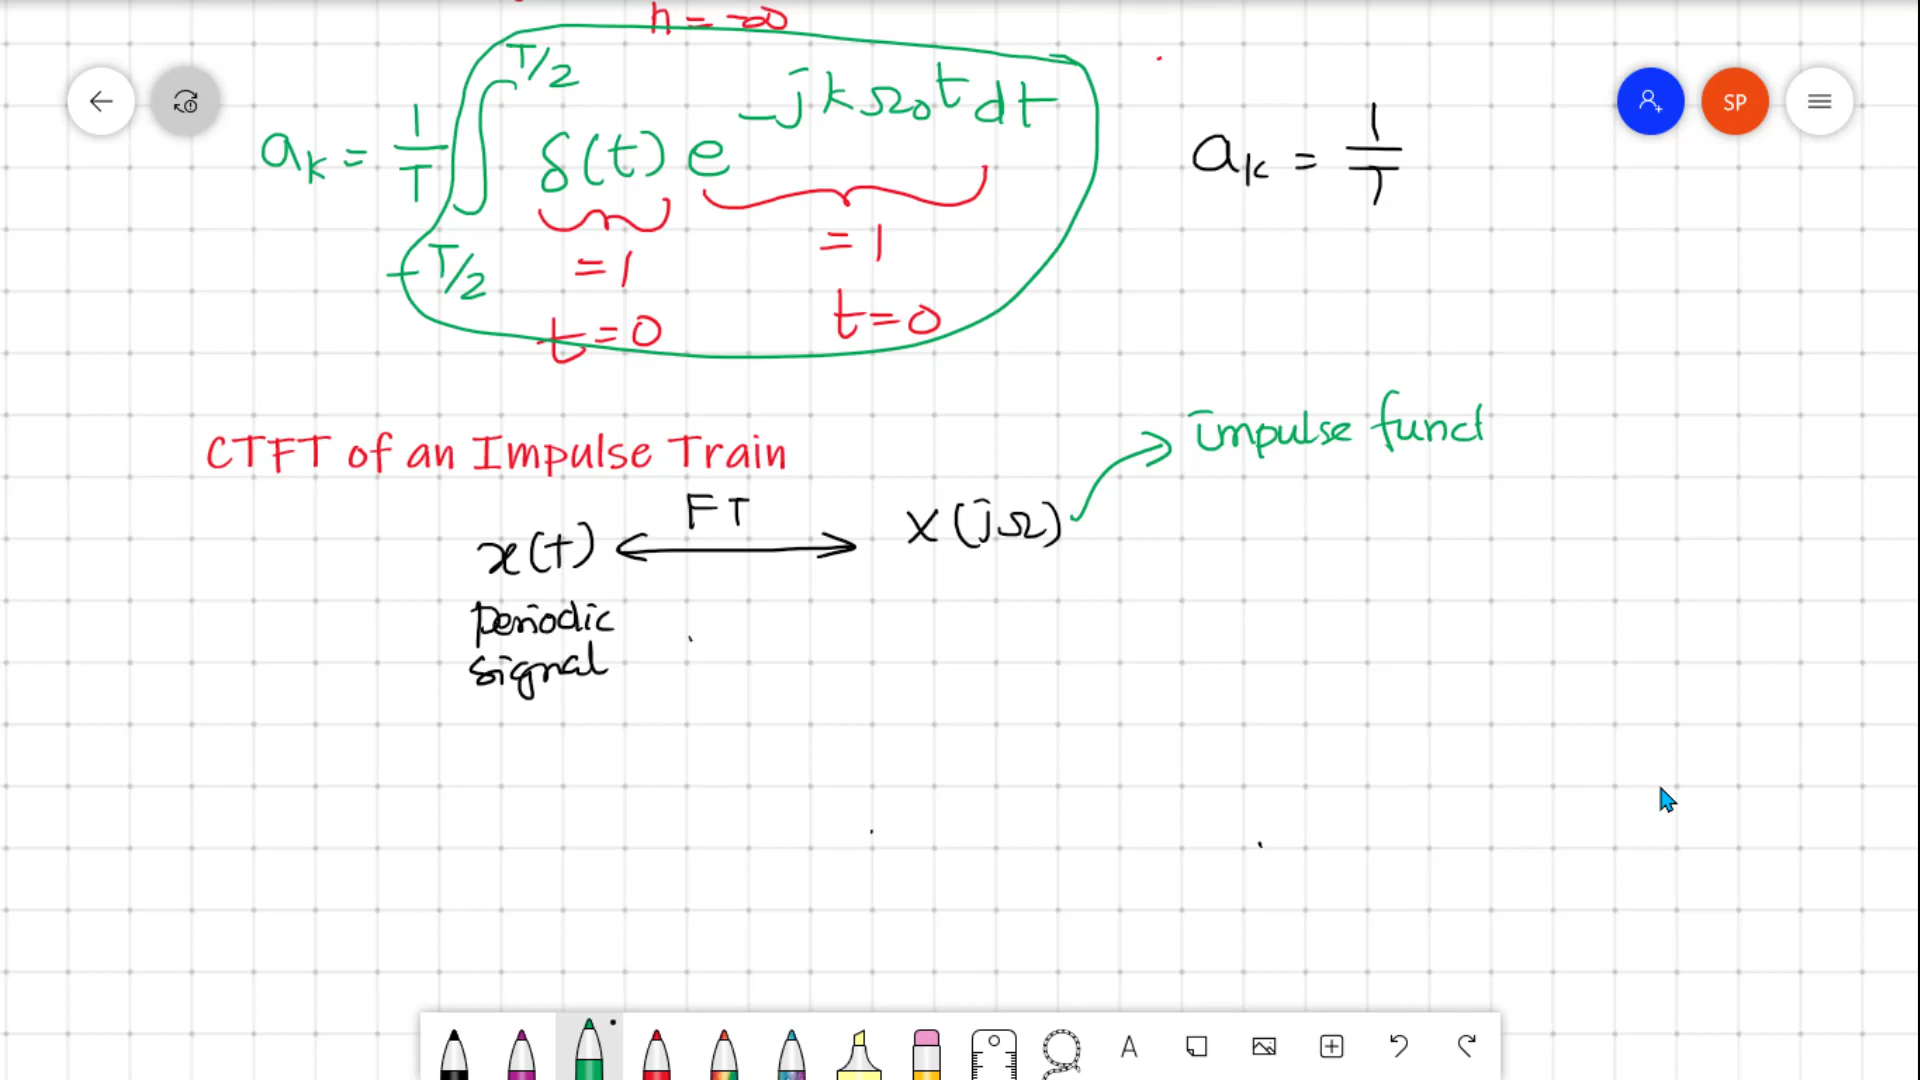 n = -∞
a_k = 1/T ∫_{-T/2}^{T/2} δ(t) e^{-jkΩ₀t} dt
a_k = 1/T
= 1
= 1
t=0
t=0
CTFT of an Impulse Train
impulse funct
x(t) FT X(jΩ)
Periodic
signal
SP
A